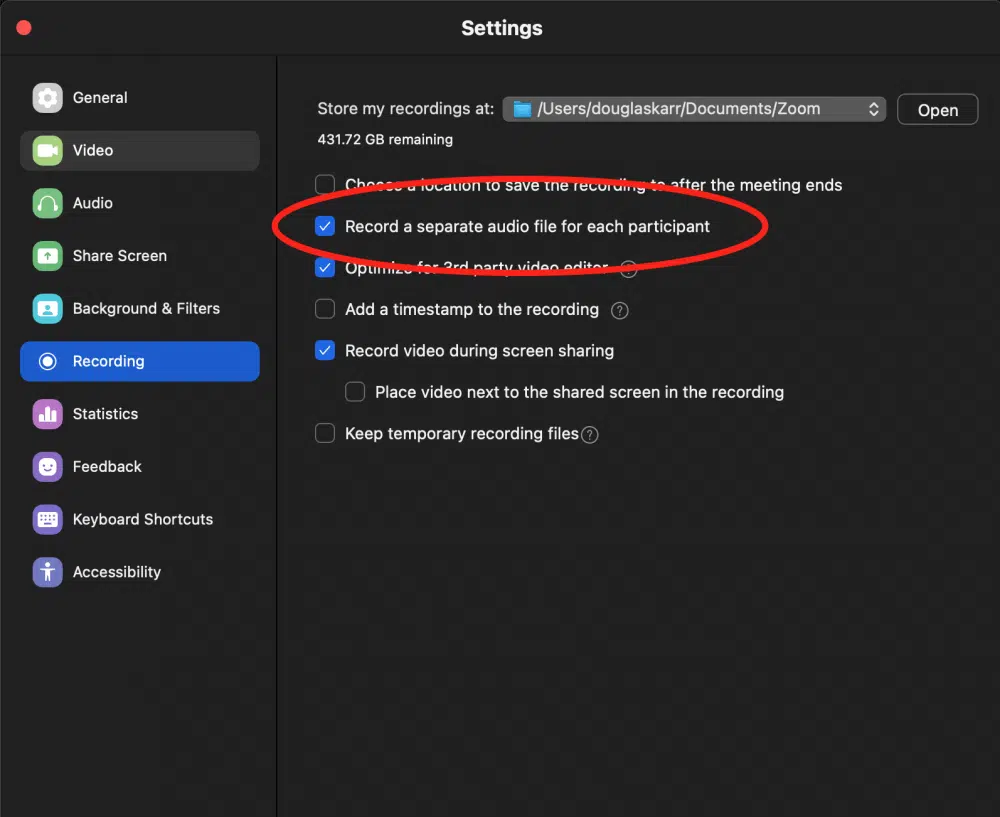 Settings
General
Video
Audio
Share Screen
Background & Filters
Recording
Statistics
Feedback
Keyboard Shortcuts
Accessibility
Store my recordings at: /Users/douglaskarr/Documents/Zoom Open
431.72 GB remaining
Choose a location to save the recording to after the meeting ends
Record a separate audio file for each participant
Optimize for 3rd party video editor ?
Add a timestamp to the recording ?
Record video during screen sharing
Place video next to the shared screen in the recording
Keep temporary recording files ?